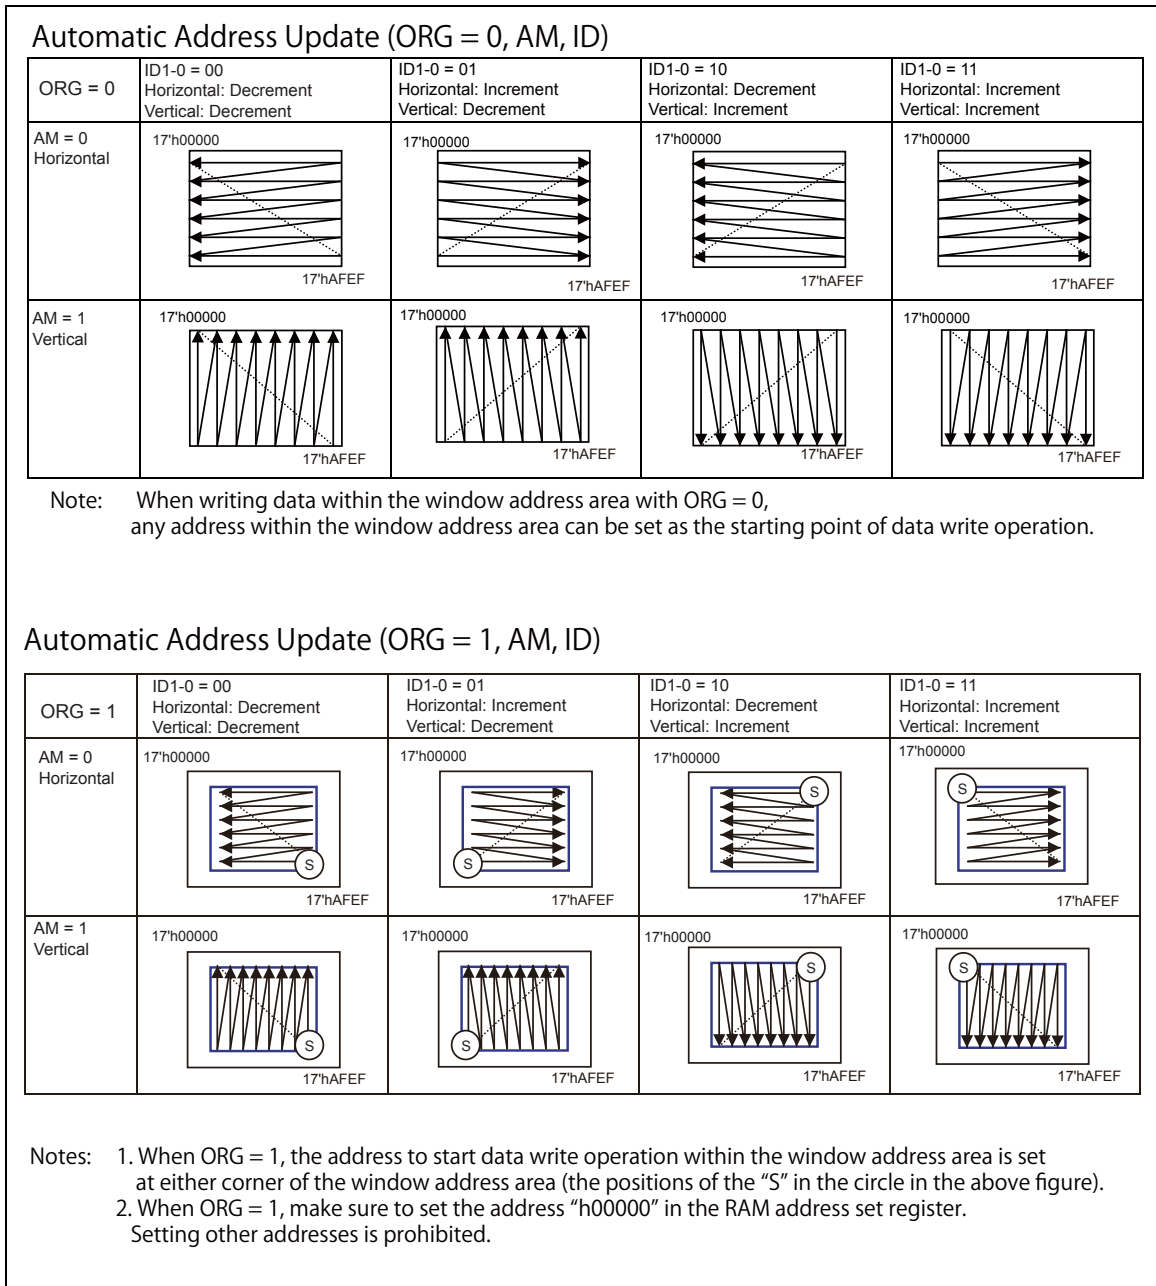 Automatic Address Update (ORG = 0, AM, ID)
ORG = 0
ID1-0 = 00
Horizontal: Decrement
Vertical: Decrement
ID1-0 = 01
Horizontal: Increment
Vertical: Decrement
ID1-0 = 10
Horizontal: Decrement
Vertical: Increment
ID1-0 = 11
Horizontal: Increment
Vertical: Increment
AM = 0
Horizontal
17'h00000
17'hAFEF
17'h00000
17'hAFEF
17'h00000
17'hAFEF
17'h00000
17'hAFEF
AM = 1
Vertical
17'h00000
17'hAFEF
17'h00000
17'hAFEF
17'h00000
17'hAFEF
17'h00000
17'hAFEF
Note: When writing data within the window address area with ORG = 0,
any address within the window address area can be set as the starting point of data write operation.
Automatic Address Update (ORG = 1, AM, ID)
ORG = 1
ID1-0 = 00
Horizontal: Decrement
Vertical: Decrement
ID1-0 = 01
Horizontal: Increment
Vertical: Decrement
ID1-0 = 10
Horizontal: Decrement
Vertical: Increment
ID1-0 = 11
Horizontal: Increment
Vertical: Increment
AM = 0
Horizontal
17'h00000
S
17'hAFEF
17'h00000
S
17'hAFEF
17'h00000
S
17'hAFEF
17'h00000
S
17'hAFEF
AM = 1
Vertical
17'h00000
S
17'hAFEF
17'h00000
S
17'hAFEF
17'h00000
S
17'hAFEF
17'h00000
S
17'hAFEF
Notes: 1. When ORG = 1, the address to start data write operation within the window address area is set
at either corner of the window address area (the positions of the “S” in the circle in the above figure).
2. When ORG = 1, make sure to set the address “h00000” in the RAM address set register.
Setting other addresses is prohibited.